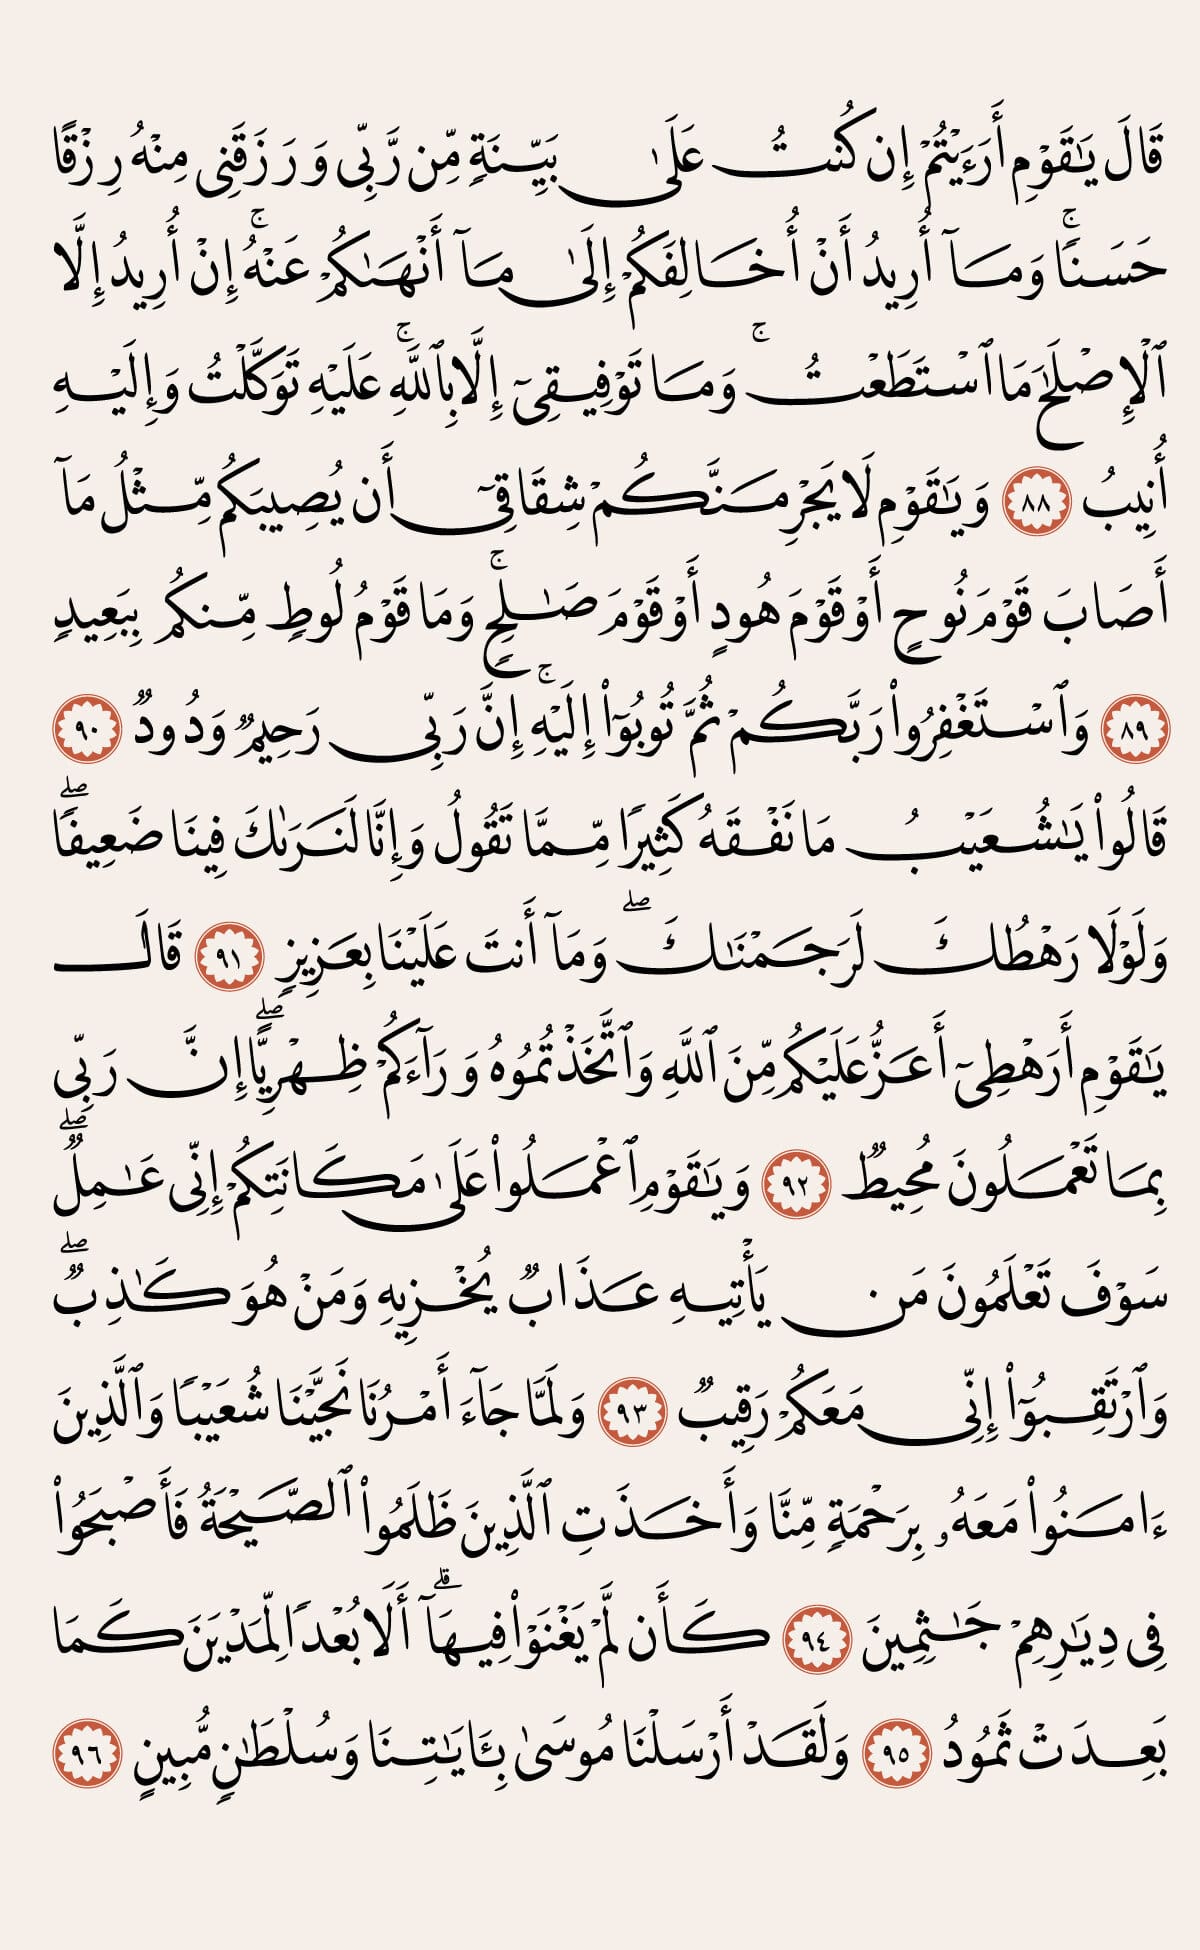 قَالَ يَٰقَوْمِ أَرَءَيْتُمْ إِن كُنتُ عَلَىٰ بَيِّنَةٍ مِّن رَّبِّى وَرَزَقَنِى مِنْهُ رِزْقًا
حَسَنًا ۚ وَمَآ أُرِيدُ أَنْ أُخَالِفَكُمْ إِلَىٰ مَآ أَنْهَىٰكُمْ عَنْهُ ۚ إِنْ أُرِيدُ إِلَّا
ٱلْإِصْلَٰحَ مَا ٱسْتَطَعْتُ ۚ وَمَا تَوْفِيقِىٓ إِلَّا بِٱللَّهِ ۚ عَلَيْهِ تَوَكَّلْتُ وَإِلَيْهِ
أُنِيبُ ٨٨ وَيَٰقَوْمِ لَا يَجْرِمَنَّكُمْ شِقَاقِىٓ أَن يُصِيبَكُم مِّثْلُ مَآ
أَصَابَ قَوْمَ نُوحٍ أَوْ قَوْمَ هُودٍ أَوْ قَوْمَ صَٰلِحٍ ۚ وَمَا قَوْمُ لُوطٍ مِّنكُم بِبَعِيدٍ
٨٩ وَٱسْتَغْفِرُوا۟ رَبَّكُمْ ثُمَّ تُوبُوٓا۟ إِلَيْهِ ۚ إِنَّ رَبِّى رَحِيمٌ وَدُودٌ ٩٠
قَالُوا۟ يَٰشُعَيْبُ مَا نَفْقَهُ كَثِيرًا مِّمَّا تَقُولُ وَإِنَّا لَنَرَىٰكَ فِينَا ضَعِيفًا ۖ
وَلَوْلَا رَهْطُكَ لَرَجَمْنَٰكَ ۖ وَمَآ أَنتَ عَلَيْنَا بِعَزِيزٍ ٩١ قَالَ
يَٰقَوْمِ أَرَهْطِىٓ أَعَزُّ عَلَيْكُم مِّنَ ٱللَّهِ وَٱتَّخَذْتُمُوهُ وَرَآءَكُمْ ظِهْرِيًّا ۖ إِنَّ رَبِّى
بِمَا تَعْمَلُونَ مُحِيطٌ ٩٢ وَيَٰقَوْمِ ٱعْمَلُوا۟ عَلَىٰ مَكَانَتِكُمْ إِنِّى عَٰمِلٌ ۖ
سَوْفَ تَعْلَمُونَ مَن يَأْتِيهِ عَذَابٌ يُخْزِيهِ وَمَنْ هُوَ كَٰذِبٌ ۖ
وَٱرْتَقِبُوٓا۟ إِنِّى مَعَكُمْ رَقِيبٌ ٩٣ وَلَمَّا جَآءَ أَمْرُنَا نَجَّيْنَا شُعَيْبًا وَٱلَّذِينَ
ءَامَنُوا۟ مَعَهُۥ بِرَحْمَةٍ مِّنَّا وَأَخَذَتِ ٱلَّذِينَ ظَلَمُوا۟ ٱلصَّيْحَةُ فَأَصْبَحُوا۟
فِى دِيَٰرِهِمْ جَٰثِمِينَ ٩٤ كَأَن لَّمْ يَغْنَوْا۟ فِيهَآ ۗ أَلَا بُعْدًا لِّمَدْيَنَ كَمَا
بَعِدَتْ ثَمُودُ ٩٥ وَلَقَدْ أَرْسَلْنَا مُوسَىٰ بِـَٔايَٰتِنَا وَسُلْطَٰنٍ مُّبِينٍ ٩٦